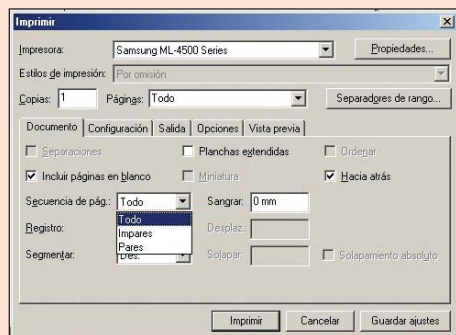 Imprimir
Impresora: Samsung ML-4500 Series Propiedades...
Estilos de impresión: Por omisión
Copias: 1 Páginas: Todo Separadores de rango...
Documento Configuración Salida Opciones Vista previa
Separaciones Planchas extendidas Ordenar
Incluir páginas en blanco Miniatura Hacia atrás
Secuencia de pág.: Todo Sangrar: 0 mm
Todo
Registro: Impares Desplaz.:
Pares
Segmentar: Des. Solapar: Solapamiento absoluto
Imprimir Cancelar Guardar ajustes